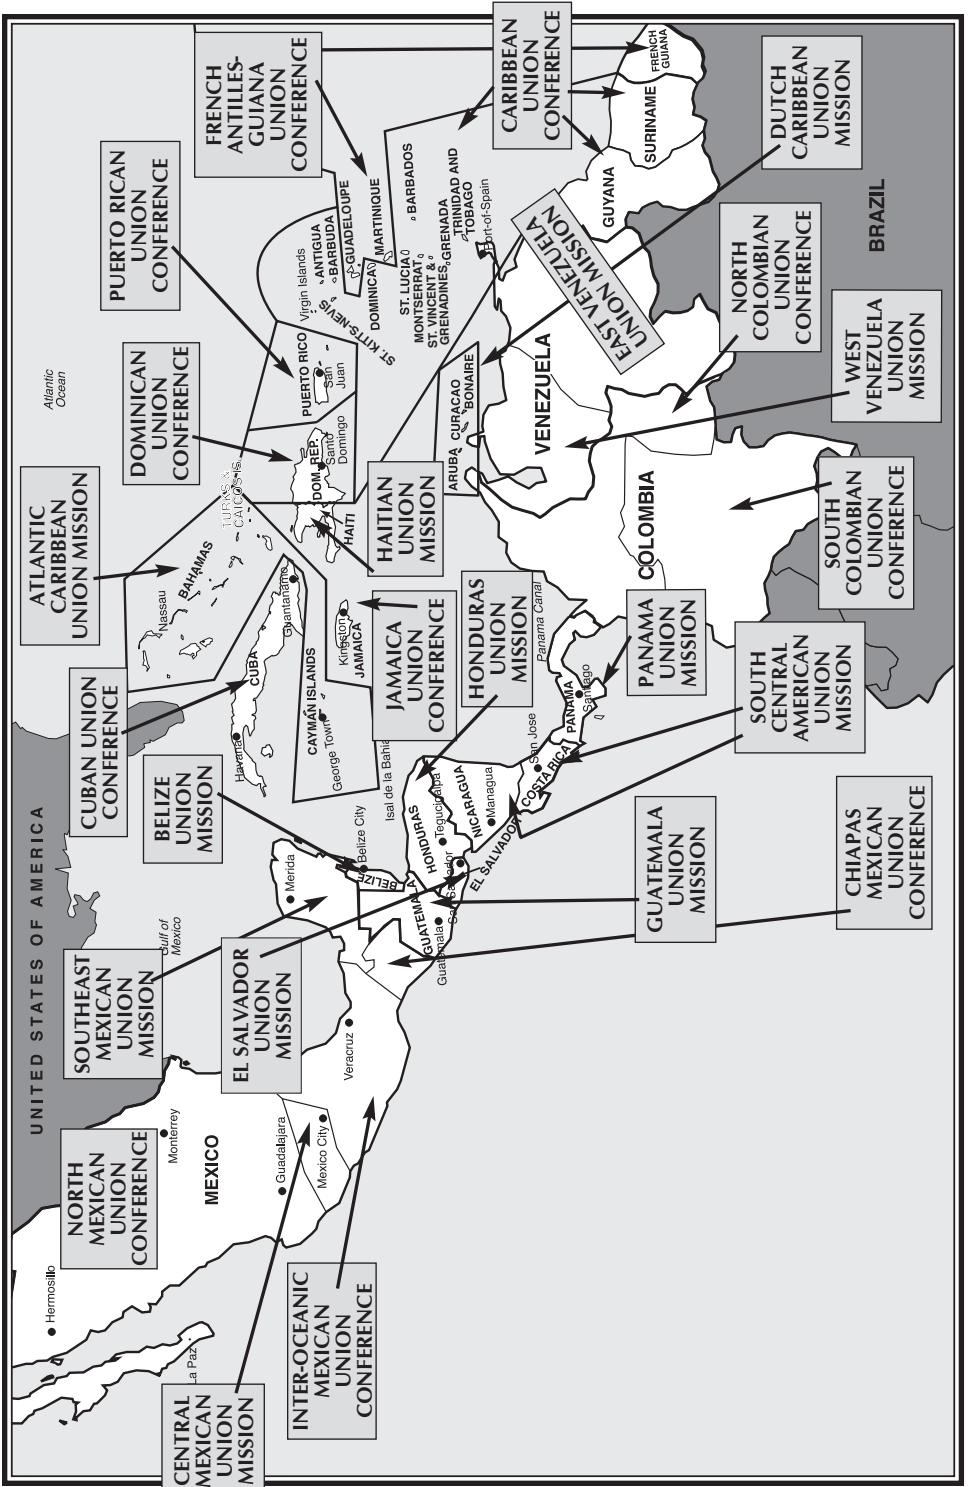 UNITED STATES OF AMERICA
NORTH
MEXICAN
UNION
CONFERENCE
SOUTHEAST
MEXICAN
UNION
MISSION
CUBAN UNION
CONFERENCE
ATLANTIC
CARIBBEAN
UNION MISSION
Atlantic
Ocean
Hermosillo
Monterrey
Gulf of
Mexico
BELIZE
UNION
MISSION
Nassau
BAHAMAS
DOMINICAN
UNION
CONFERENCE
PUERTO RICAN
UNION
CONFERENCE
FRENCH
ANTILLES-
GUIANA
UNION
CONFERENCE
La Paz
MEXICO
EL SALVADOR
UNION
MISSION
Havana
CUBA
Guantanamo
TURKS &
CAICOS IS.
CENTRAL
MEXICAN
UNION
MISSION
Guadalajara
Mexico City
Merida
CAYMAN ISLANDS
George Town
Kingston
JAMAICA
HAITI
DOM. REP.
Santo
Domingo
PUERTO RICO
San
Juan
Virgin Islands
ST. KITTS-NEVIS
ANTIGUA
BARBUDA
GUADELOUPE
DOMINICA
MARTINIQUE
ST. LUCIA
MONTSERRAT
ST. VINCENT &
GRENADINES
BARBADOS
GRENADA
TRINIDAD AND
TOBAGO
Port-of-Spain
CARIBBEAN
UNION
CONFERENCE
INTER-OCEANIC
MEXICAN
UNION
CONFERENCE
Veracruz
Belize City
BELIZE
Isal de la Bahia
JAMAICA
UNION
CONFERENCE
HAITIAN
UNION
MISSION
GUATEMALA
Guatemala
HONDURAS
Tegucigalpa
San Salvador
EL SALVADOR
NICARAGUA
Managua
HONDURAS
UNION
MISSION
ARUBA
CURACAO
BONAIRE
San Jose
COSTA RICA
Panama Canal
PANAMA
Santiago
VENEZUELA
EAST VENEZUELA
UNION MISSION
GUYANA
SURINAME
FRENCH
GUIANA
GUATEMALA
UNION
MISSION
PANAMA
UNION
MISSION
COLOMBIA
NORTH
COLOMBIAN
UNION
CONFERENCE
DUTCH
CARIBBEAN
UNION
MISSION
SOUTH
CENTRAL
AMERICAN
UNION
MISSION
CHIAPAS
MEXICAN
UNION
CONFERENCE
SOUTH
COLOMBIAN
UNION
CONFERENCE
WEST
VENEZUELA
UNION
MISSION
BRAZIL